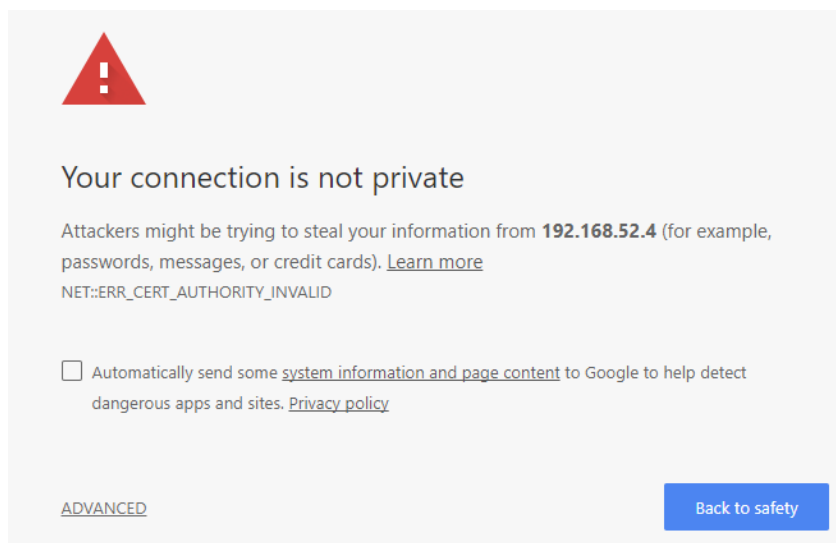 Your connection is not private
Attackers might be trying to steal your information from 192.168.52.4 (for example,
passwords, messages, or credit cards). Learn more
NET::ERR_CERT_AUTHORITY_INVALID
Automatically send some system information and page content to Google to help detect
dangerous apps and sites. Privacy policy
ADVANCED
Back to safety